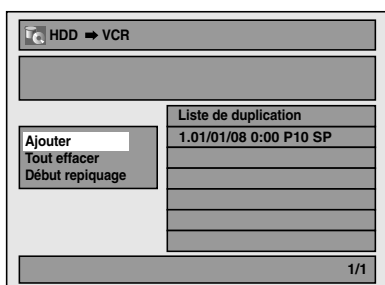 HDD ➡ VCR
Liste de duplication
1.01/01/08 0:00 P10 SP
Ajouter
Tout effacer
Début repiquage
1/1